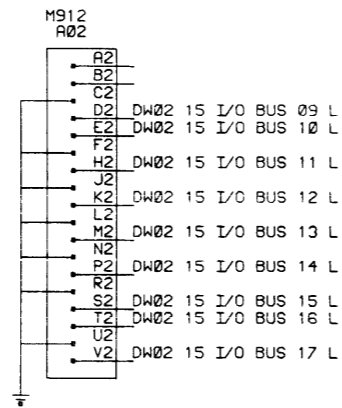 M912
A02
A2
B2
C2
D2 DW02 15 I/O BUS 09 L
E2 DW02 15 I/O BUS 10 L
F2
H2 DW02 15 I/O BUS 11 L
J2
K2 DW02 15 I/O BUS 12 L
L2
M2 DW02 15 I/O BUS 13 L
N2
P2 DW02 15 I/O BUS 14 L
R2
S2 DW02 15 I/O BUS 15 L
T2 DW02 15 I/O BUS 16 L
U2
V2 DW02 15 I/O BUS 17 L